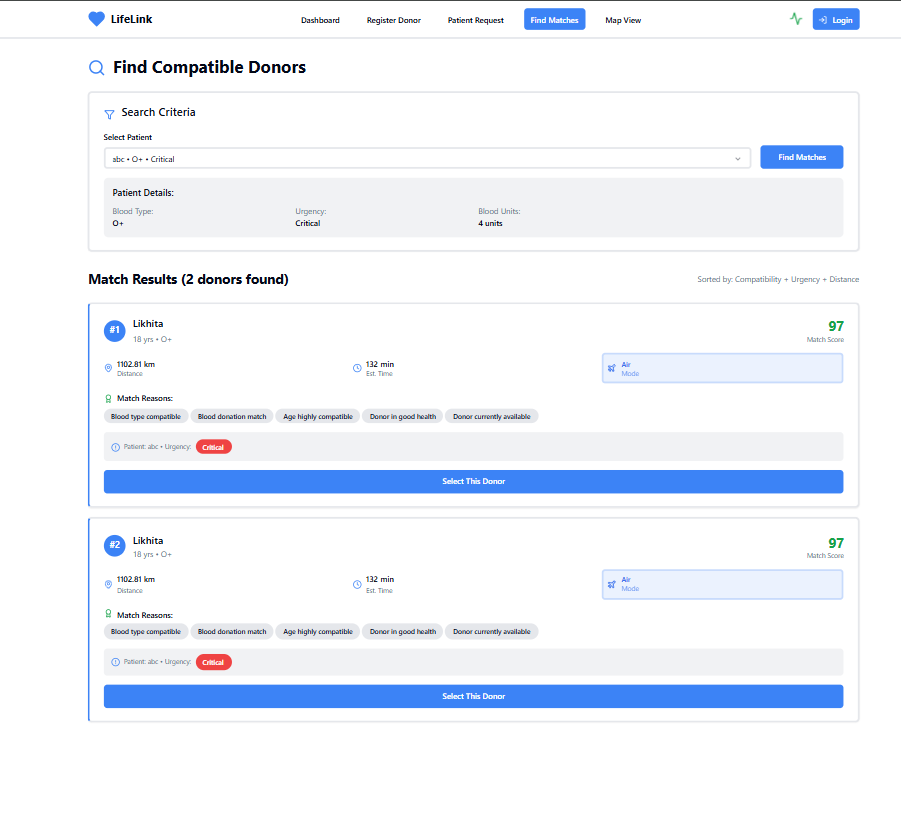 LifeLink Dashboard Register Donor Patient Request Find Matches Map View Login
Find Compatible Donors
Search Criteria
Select Patient
abc • O+ • Critical Find Matches
Patient Details:
Blood Type: Urgency: Blood Units:
O+ Critical 4 units
Match Results (2 donors found) Sorted by: Compatibility + Urgency + Distance
#1 Likhita 97
18 yrs • O+ Match Score
1102.81 km 132 min Air
Distance Est. Time Mode
Match Reasons:
Blood type compatible Blood donation match Age highly compatible Donor in good health Donor currently available
Patient: abc • Urgency: Critical
Select This Donor
#2 Likhita 97
18 yrs • O+ Match Score
1102.81 km 132 min Air
Distance Est. Time Mode
Match Reasons:
Blood type compatible Blood donation match Age highly compatible Donor in good health Donor currently available
Patient: abc • Urgency: Critical
Select This Donor